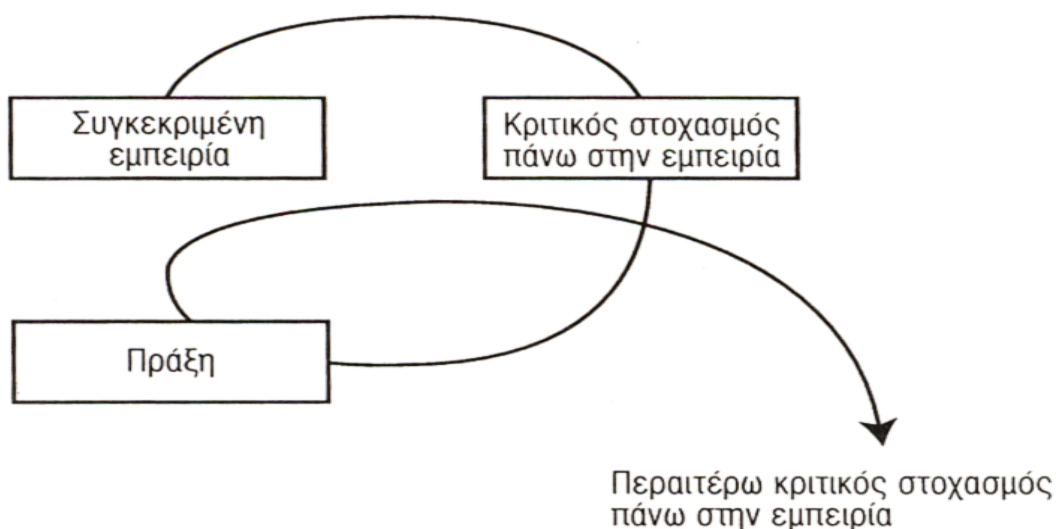 Συγκεκριμένη
εμπειρία
Κριτικός στοχασμός
πάνω στην εμπειρία
Πράξη
Περαιτέρω κριτικός στοχασμός
πάνω στην εμπειρία